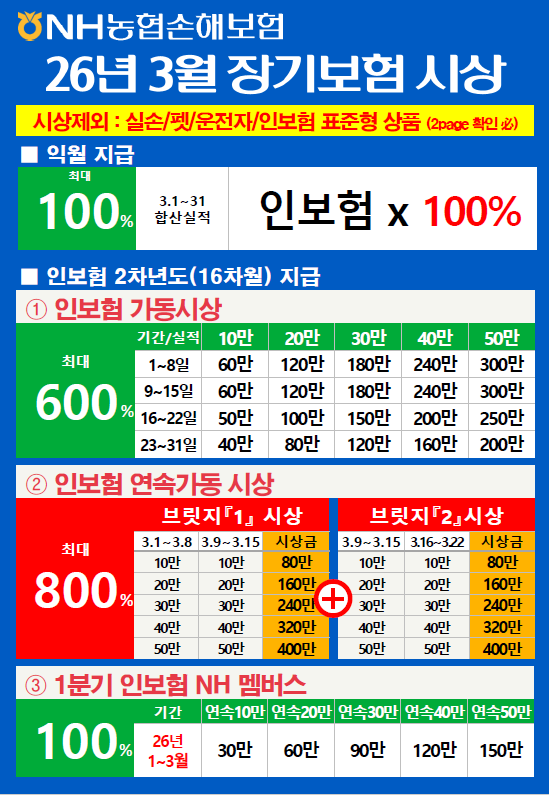 NH농협손해보험
26년 3월 장기보험 시상
시상제외 : 실손/펫/운전자/인보험 표준형 상품 (2page 확인 必)
■ 익월 지급
최대
100%
3.1~31
합산실적
인보험 x 100%
■ 인보험 2차년도(16차월) 지급
① 인보험 가동시상
최대
600%
기간/실적 10만 20만 30만 40만 50만
1~8일 60만 120만 180만 240만 300만
9~15일 60만 120만 180만 240만 300만
16~22일 50만 100만 150만 200만 250만
23~31일 40만 80만 120만 160만 200만
② 인보험 연속가동 시상
최대
800%
브릿지『1』 시상
3.1~3.8 3.9~3.15 시상금
10만 10만 80만
20만 20만 160만
30만 30만 240만
40만 40만 320만
50만 50만 400만
브릿지『2』시상
3.9~3.15 3.16~3.22 시상금
10만 10만 80만
20만 20만 160만
30만 30만 240만
40만 40만 320만
50만 50만 400만
③ 1분기 인보험 NH 멤버스
100%
기간 연속10만 연속20만 연속30만 연속40만 연속50만
26년
1~3월
30만 60만 90만 120만 150만